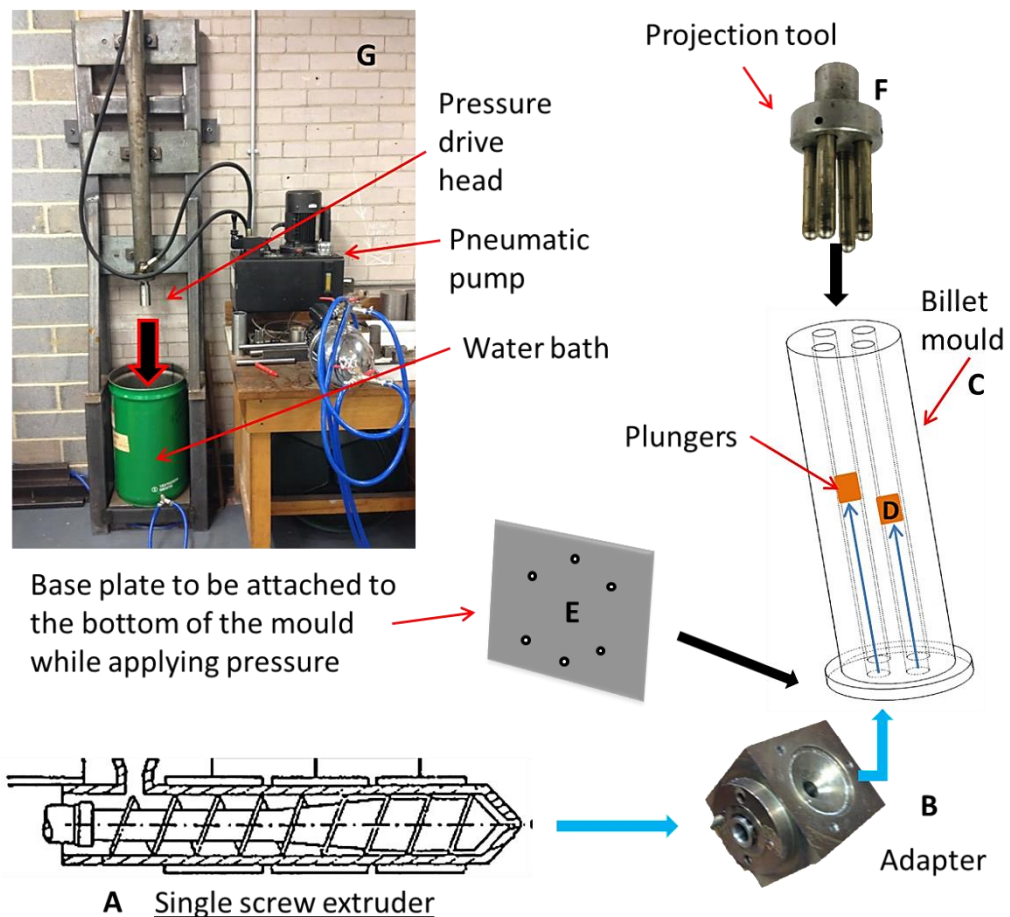 G
Pressure
drive
head
Pneumatic
pump
Water bath
Projection tool
F
Billet
mould
C
Plungers
D
Base plate to be attached to
the bottom of the mould
while applying pressure
E
B
Adapter
A Single screw extruder